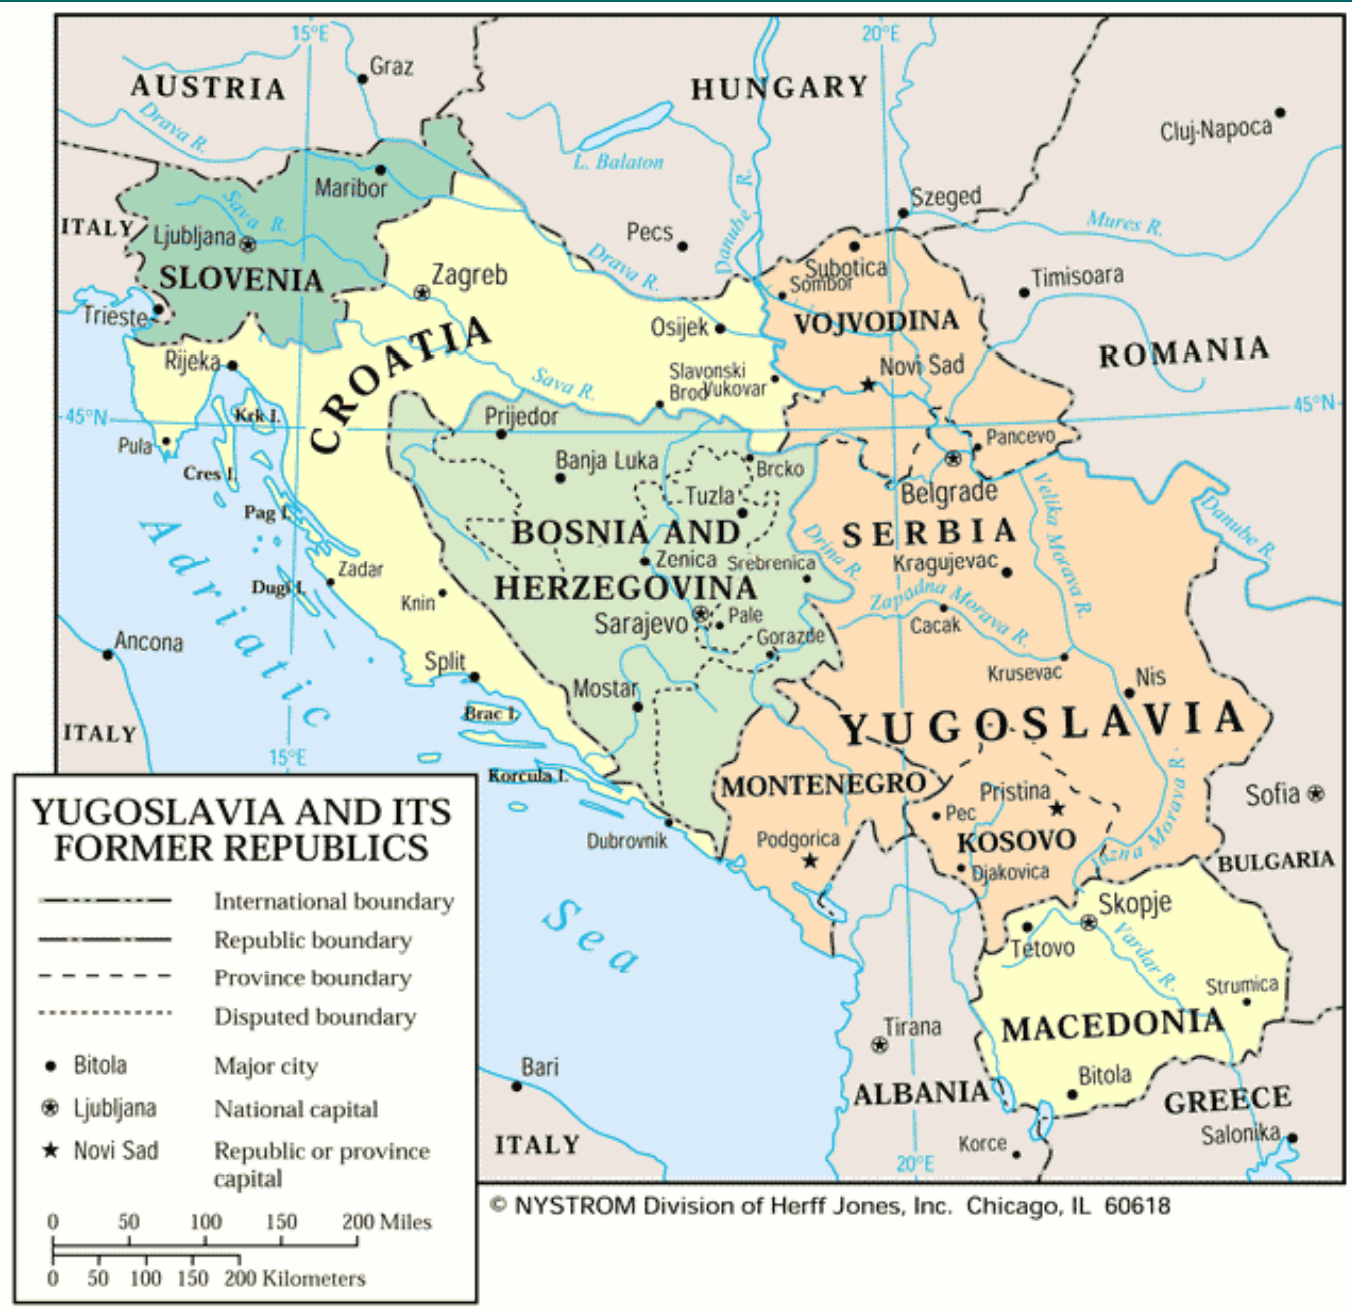 15°E
20°E
Graz
AUSTRIA
HUNGARY
Drava R.
Cluj-Napoca
L. Balaton
Maribor
Szeged
Sava R.
Danube R.
Mures R.
ITALY
Ljubljana
Pecs
Drava R.
Subotica
SLOVENIA
Zagreb
Sombor
Timisoara
Trieste
Osijek
VOJVODINA
CROATIA
ROMANIA
Rijeka
Slavonski
Brod
Vukovar
Novi Sad
Sava R.
45°N
45°N
Krk I.
Prijedor
Pula
Pancevo
Cres I.
Banja Luka
Brcko
Belgrade
Tuzla
Velika Morava R.
Danube R.
Pag I.
BOSNIA AND
SERBIA
Drina R.
Zadar
Zenica
Srebrenica
Kragujevac
Dugi I.
HERZEGOVINA
Knin
Sarajevo
Pale
Zapadna Morava R.
Cacak
Adriatic
Ancona
Gorazde
Split
Krusevac
Nis
Mostar
Brac I.
YUGOSLAVIA
ITALY
15°E
Korcula I.
MONTENEGRO
Pristina
Sofia
Pec
Dubrovnik
Podgorica
KOSOVO
Juzna Morava R.
Djakovica
BULGARIA
Sea
Skopje
Tetovo
Vardar R.
Strumica
Tirana
MACEDONIA
Bari
Bitola
ALBANIA
GREECE
ITALY
Korce
Salonika
20°E
YUGOSLAVIA AND ITS
FORMER REPUBLICS
International boundary
Republic boundary
Province boundary
Disputed boundary
Bitola Major city
Ljubljana National capital
Novi Sad Republic or province
capital
0 50 100 150 200 Miles
0 50 100 150 200 Kilometers
© NYSTROM Division of Herff Jones, Inc. Chicago, IL 60618